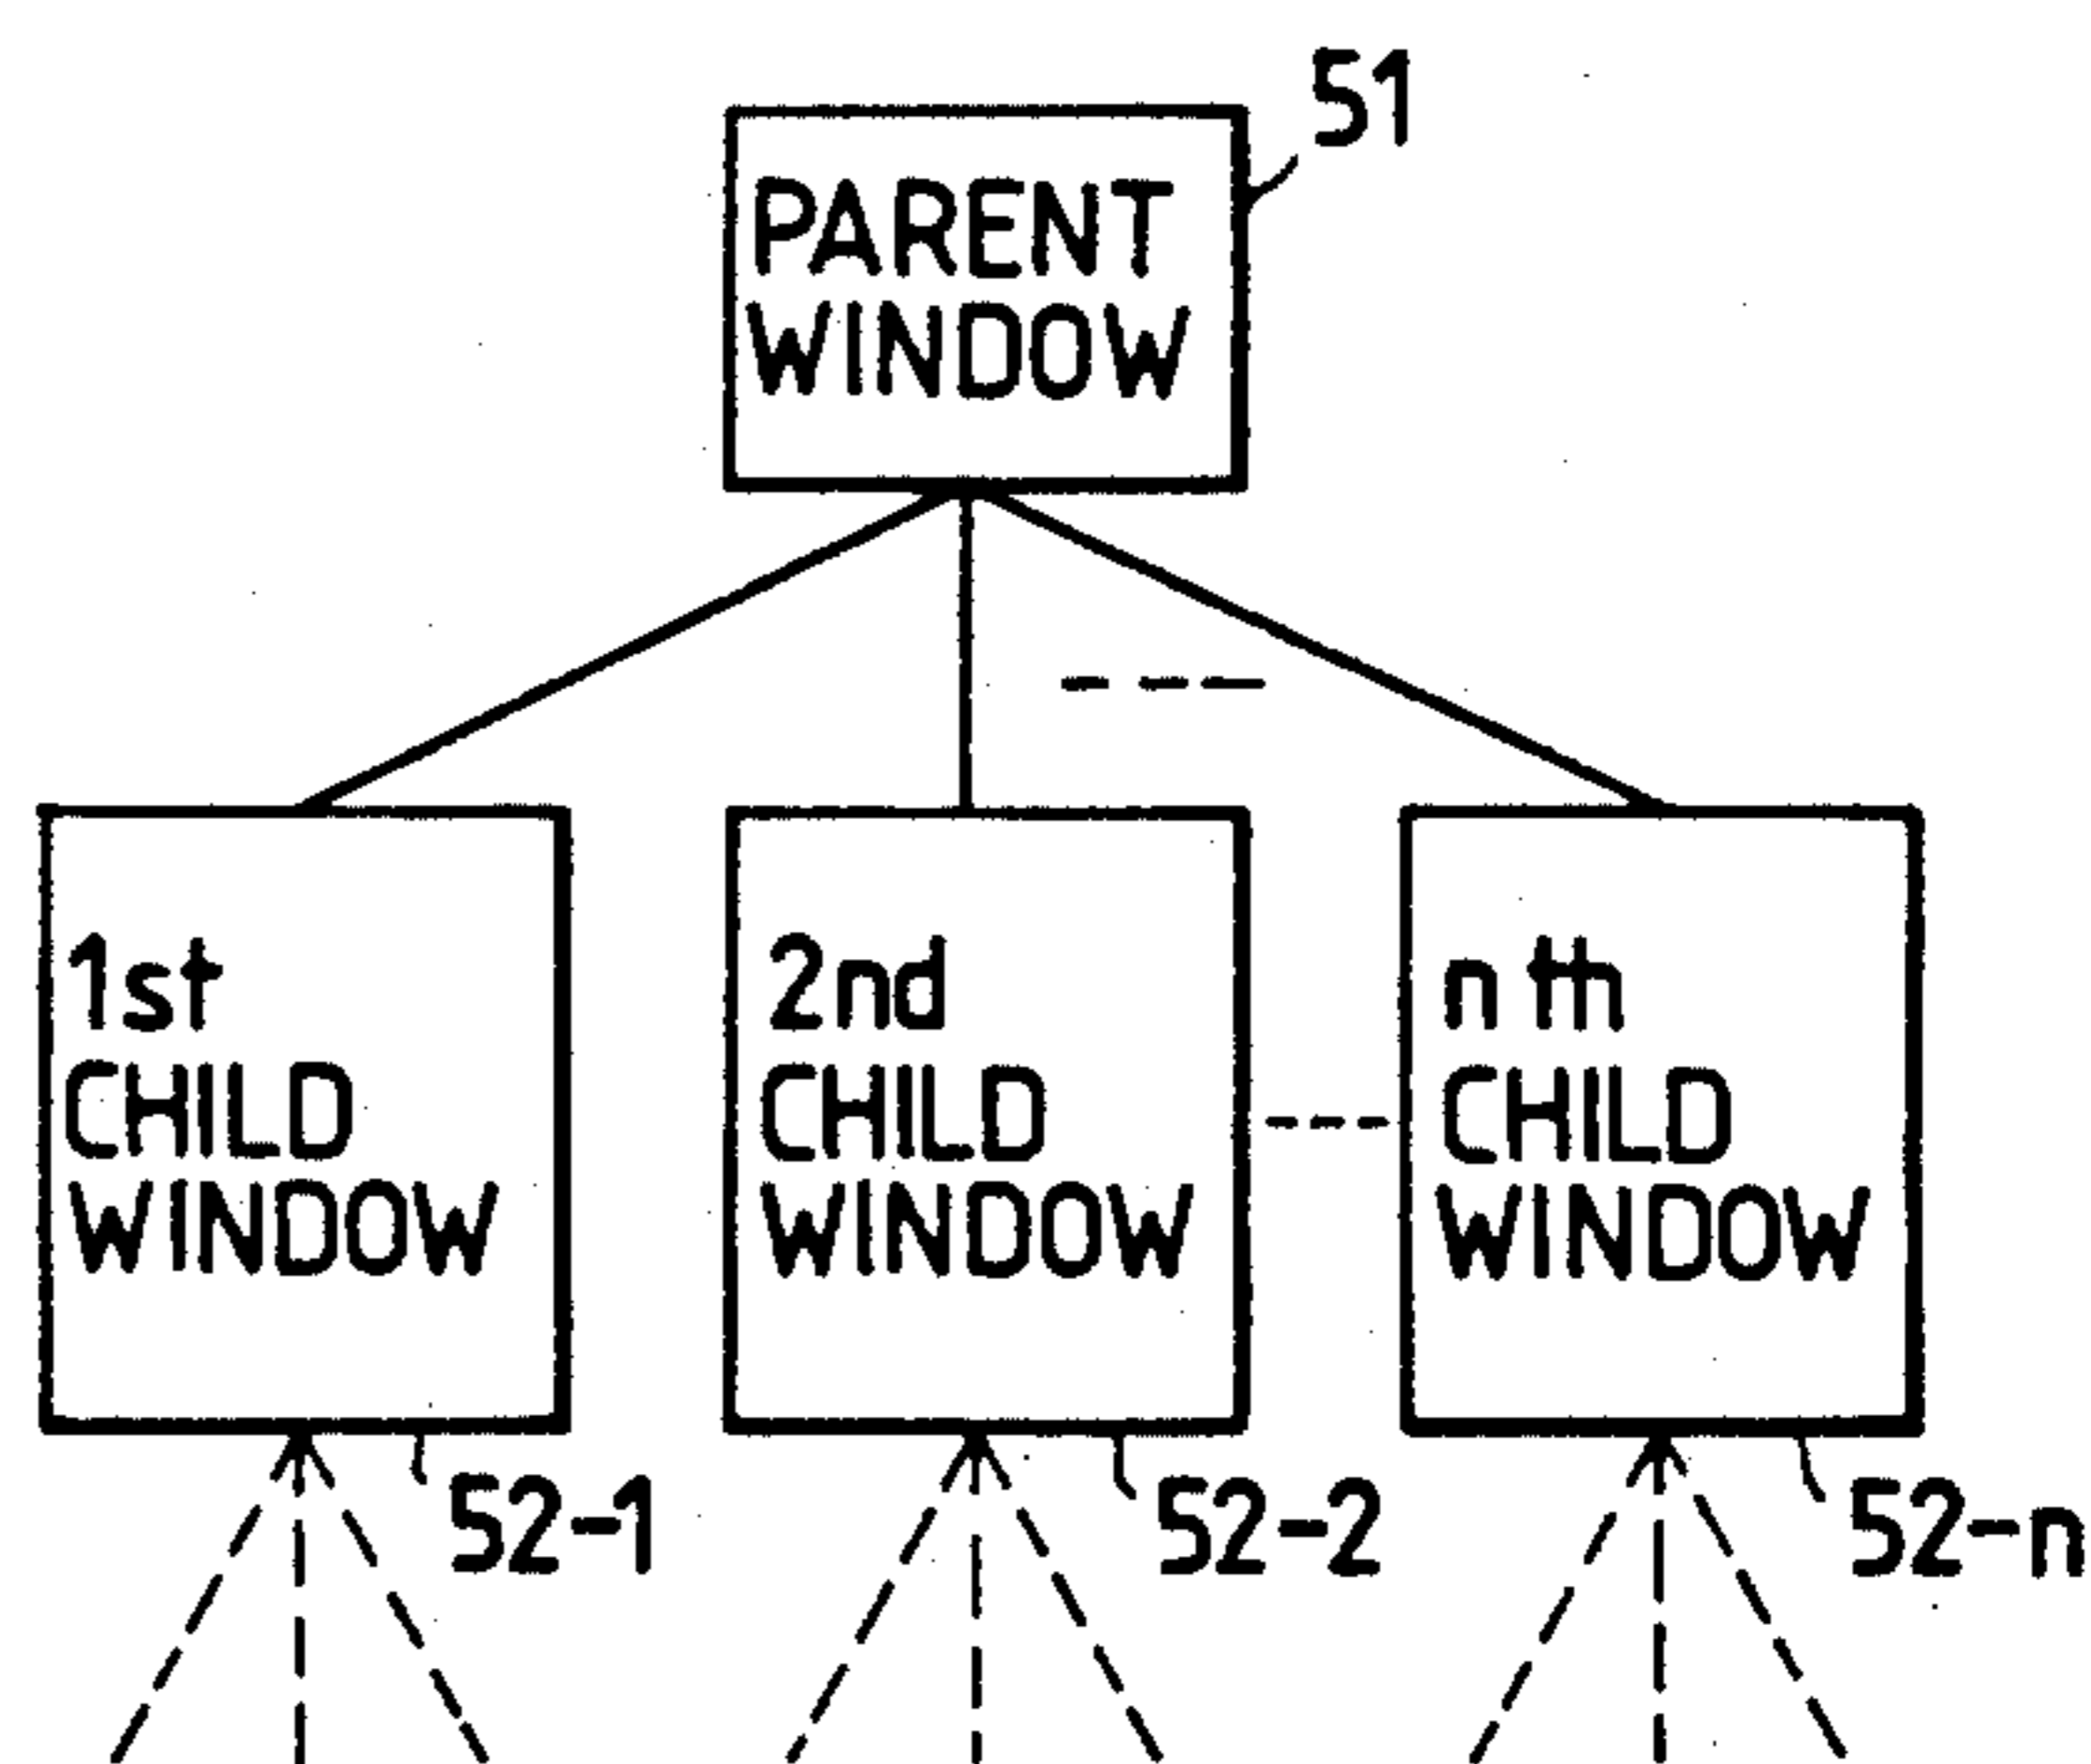 51
PARENT
WINDOW
1st
CHILD
WINDOW
2nd
CHILD
WINDOW
n th
CHILD
WINDOW
52-1
52-2
52-n